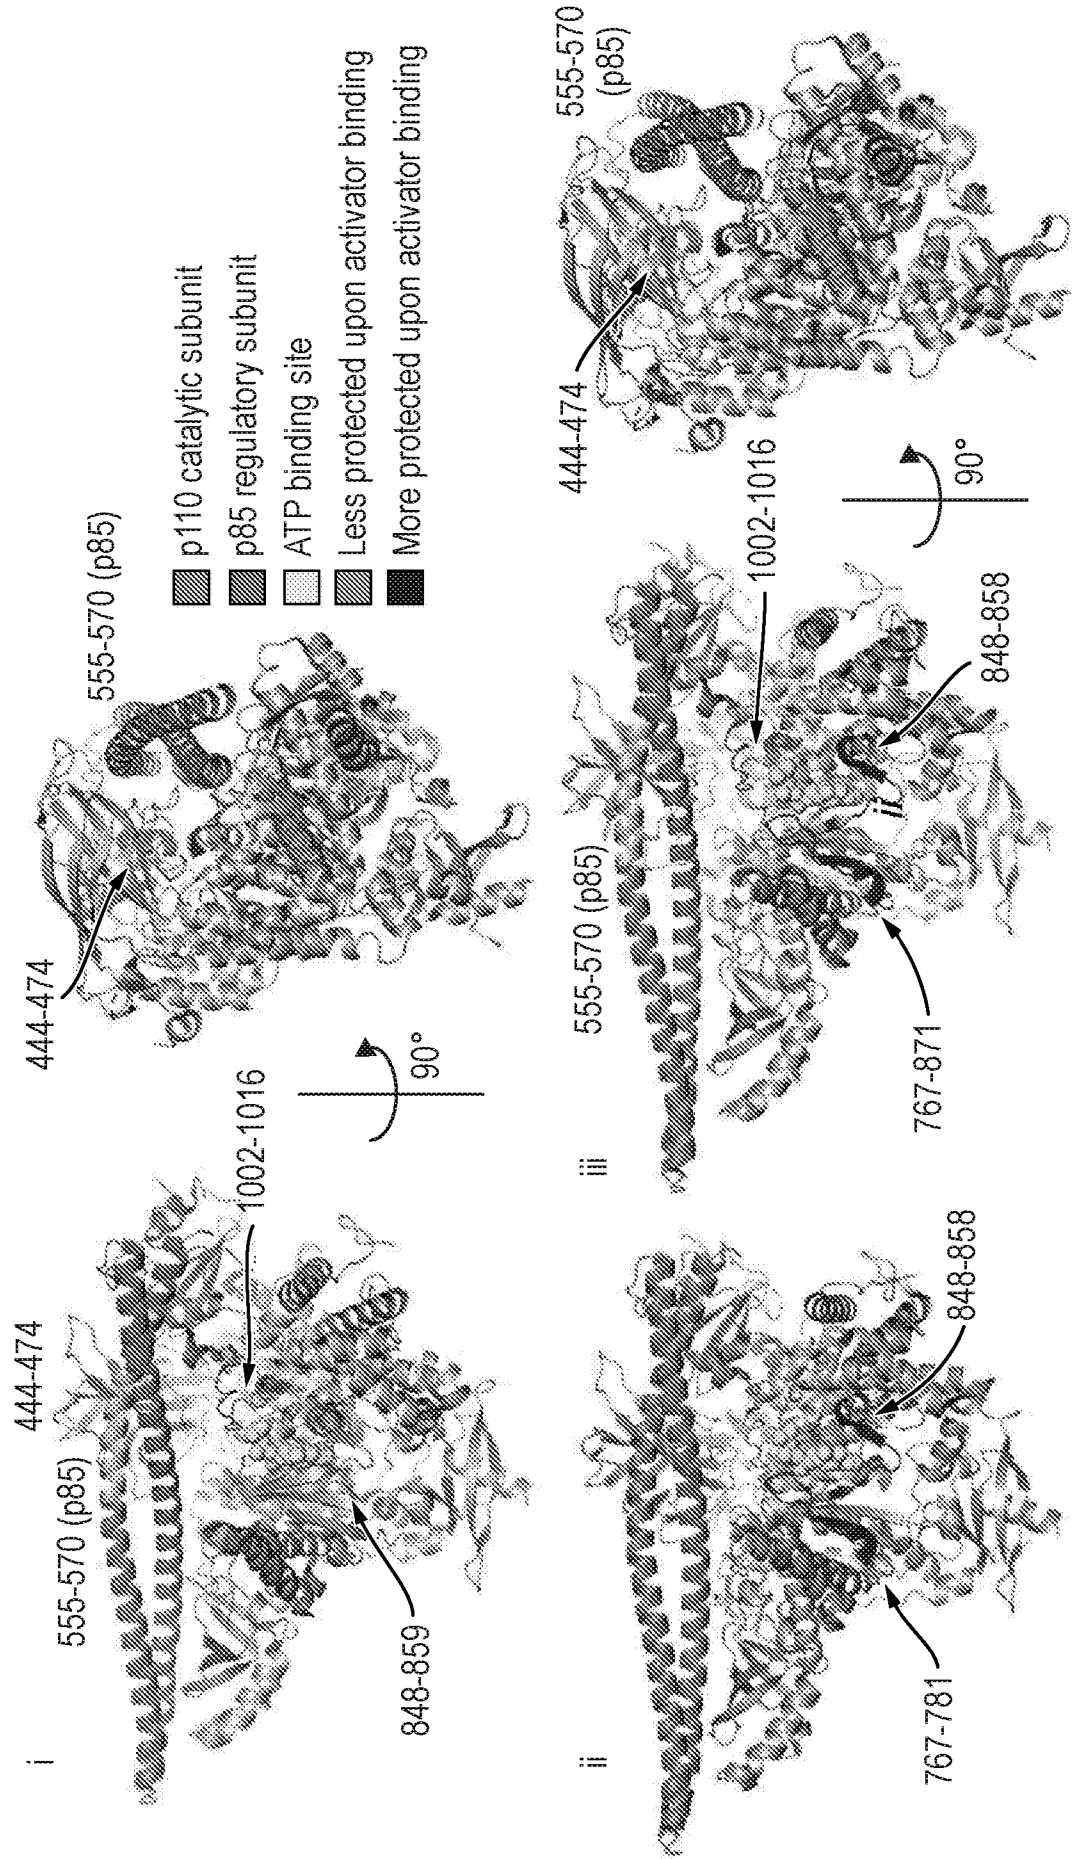 i
555-570 (p85)
444-474
1002-1016
848-859
90°
444-474
555-570 (p85)
p110 catalytic subunit
p85 regulatory subunit
ATP binding site
Less protected upon activator binding
More protected upon activator binding
ii
767-781
848-858
iii
555-570 (p85)
1002-1016
ii
767-871
848-858
90°
444-474
555-570
(p85)